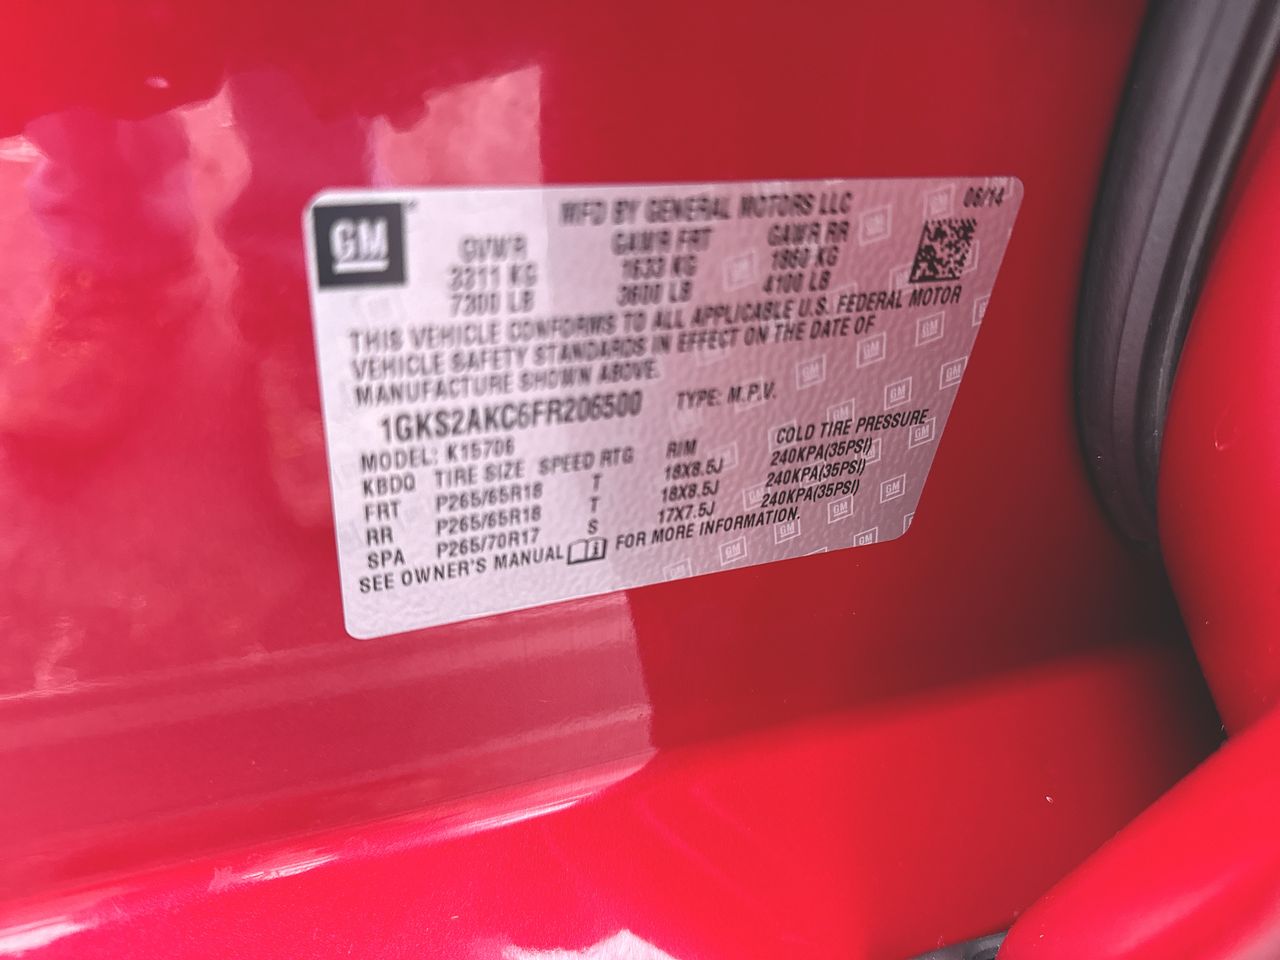 GM
MFD BY GENERAL MOTORS LLC 08/14
GVWR GAWR FRT GAWR RR
3311 KG 1633 KG 1860 KG
7300 LB 3600 LB 4100 LB
THIS VEHICLE CONFORMS TO ALL APPLICABLE U.S. FEDERAL MOTOR
VEHICLE SAFETY STANDARDS IN EFFECT ON THE DATE OF
MANUFACTURE SHOWN ABOVE.
1GKS2AKC6FR206500 TYPE: M.P.V.
MODEL: K15706
KBDQ TIRE SIZE SPEED RTG RIM COLD TIRE PRESSURE
FRT P265/65R18 T 18X8.5J 240KPA(35PSI)
RR P265/65R18 T 18X8.5J 240KPA(35PSI)
SPA P265/70R17 S 17X7.5J 240KPA(35PSI)
SEE OWNER'S MANUAL FOR MORE INFORMATION.